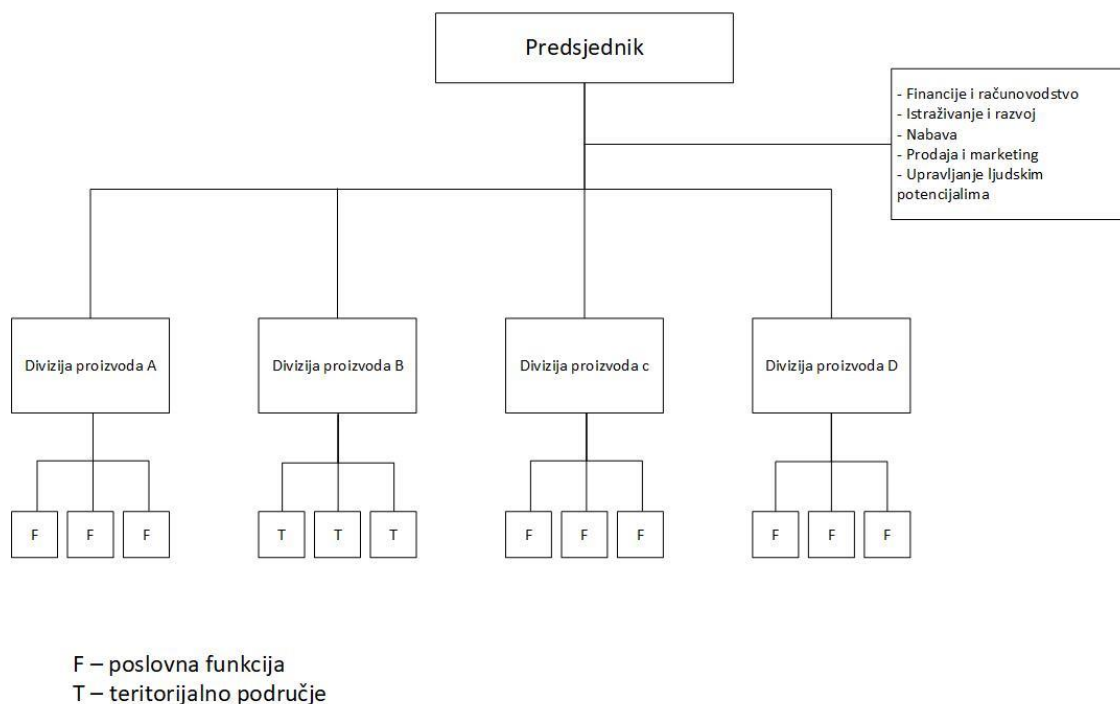 Predsjednik
- Financije i računovodstvo
- Istraživanje i razvoj
- Nabava
- Prodaja i marketing
- Upravljanje ljudskim
potencijalima
Divizija proizvoda A
Divizija proizvoda B
Divizija proizvoda c
Divizija proizvoda D
F
F
F
T
T
T
F
F
F
F
F
F
F – poslovna funkcija
T – teritorijalno područje